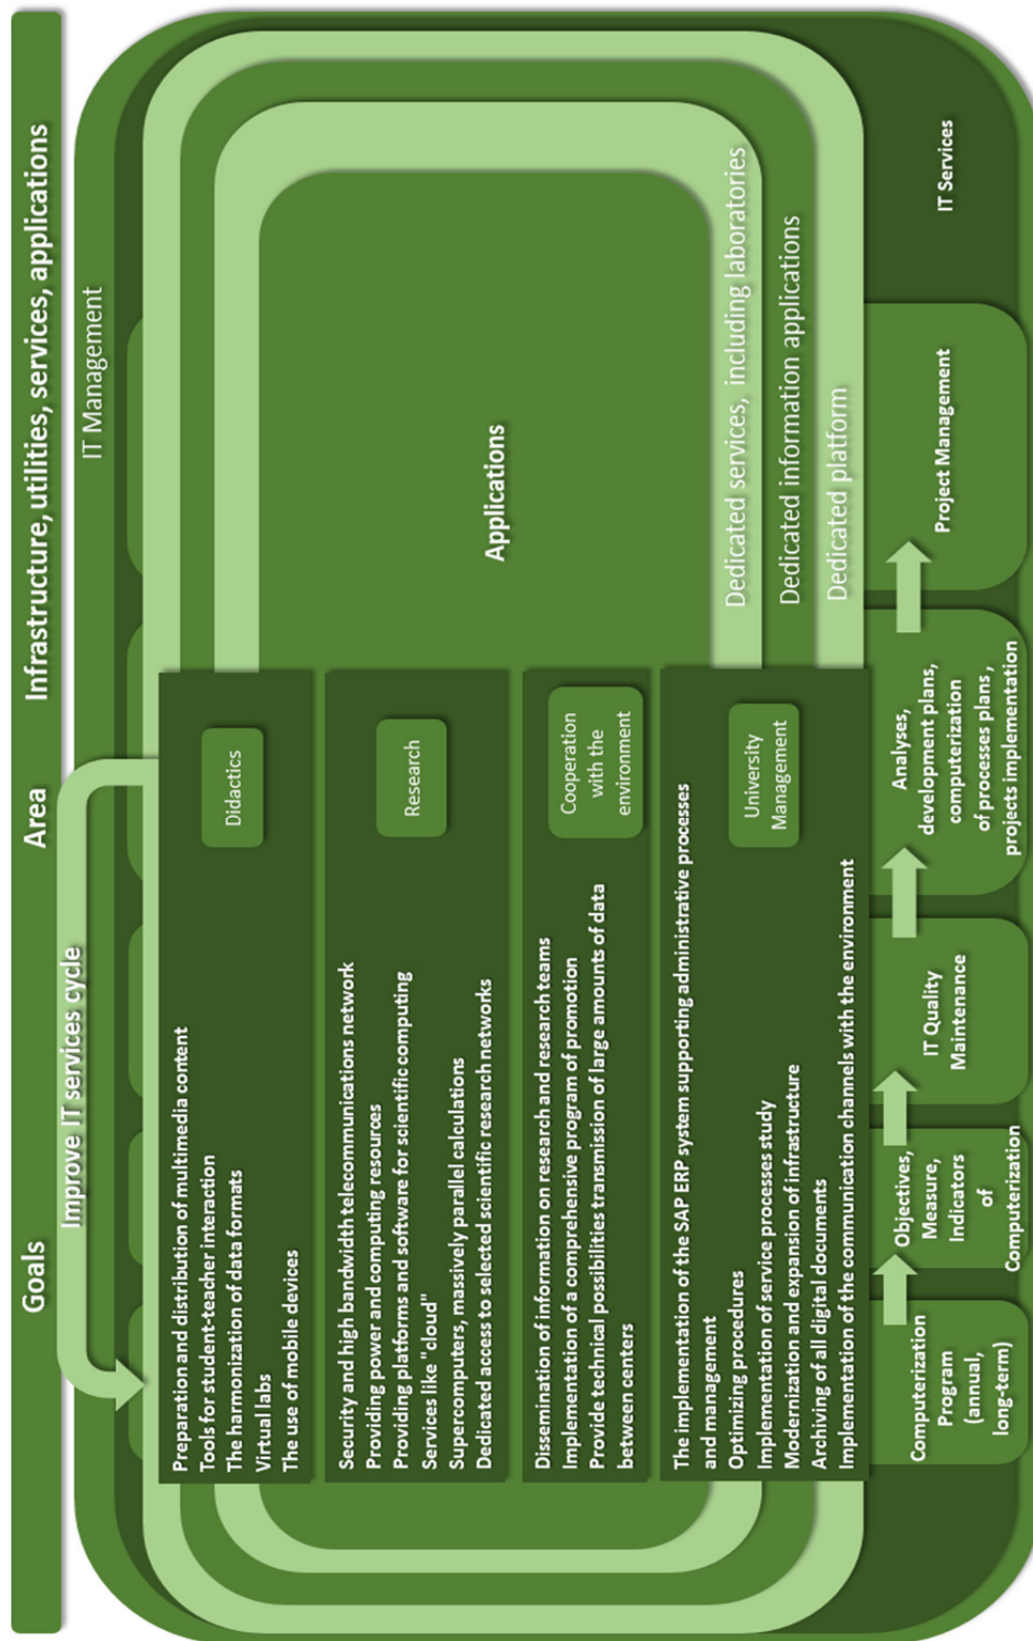 Goals
Area
Infrastructure, utilities, services, applications
Improve IT services cycle
IT Management
Preparation and distribution of multimedia content
Tools for student-teacher interaction
The harmonization of data formats
Virtual labs
The use of mobile devices
Didactics
Security and high bandwidth telecommunications network
Providing power and computing resources
Providing platforms and software for scientific computing
Services like "cloud"
Supercomputers, massively parallel calculations
Dedicated access to selected scientific research networks
Research
Dissemination of information on research and research teams
Implementation of a comprehensive program of promotion
Provide technical possibilities transmission of large amounts of data
between centers
Cooperation
with the
environment
The implementation of the SAP ERP system supporting administrative processes
and management
Optimizing procedures
Implementation of service processes study
Modernization and expansion of infrastructure
Archiving of all digital documents
Implementation of the communication channels with the environment
University
Management
Applications
Dedicated services, including laboratories
Dedicated information applications
Dedicated platform
Computerization
Program
(annual,
long-term)
Objectives,
Measure,
Indicators
of
Computerization
IT Quality
Maintenance
Analyses,
development plans,
computerization
of processes plans,
projects implementation
Project Management
IT Services